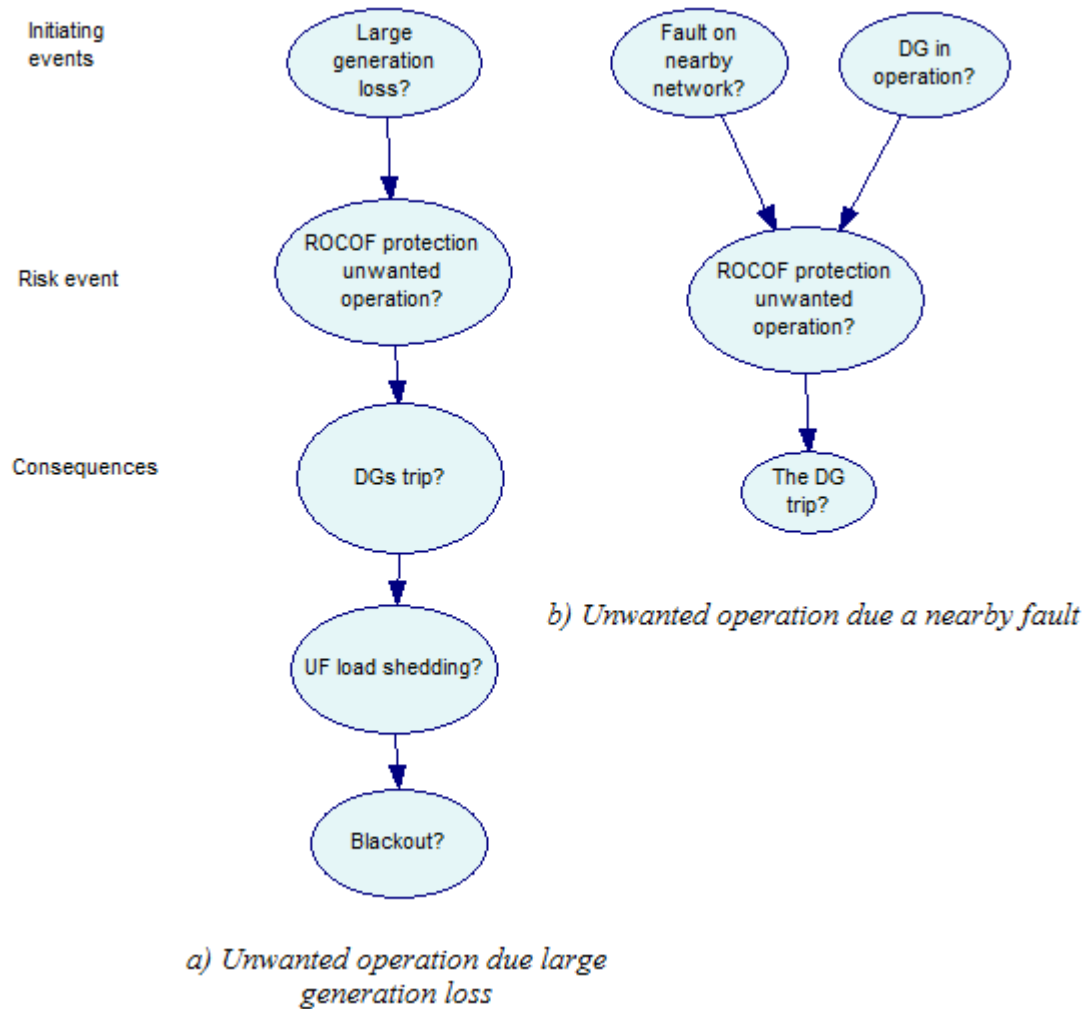 Initiating
events
Large
generation
loss?
Fault on
nearby
network?
DG in
operation?
Risk event
ROCOF protection
unwanted
operation?
ROCOF protection
unwanted
operation?
Consequences
DGs trip?
The DG
trip?
UF load shedding?
b) Unwanted operation due a nearby fault
Blackout?
a) Unwanted operation due large
generation loss